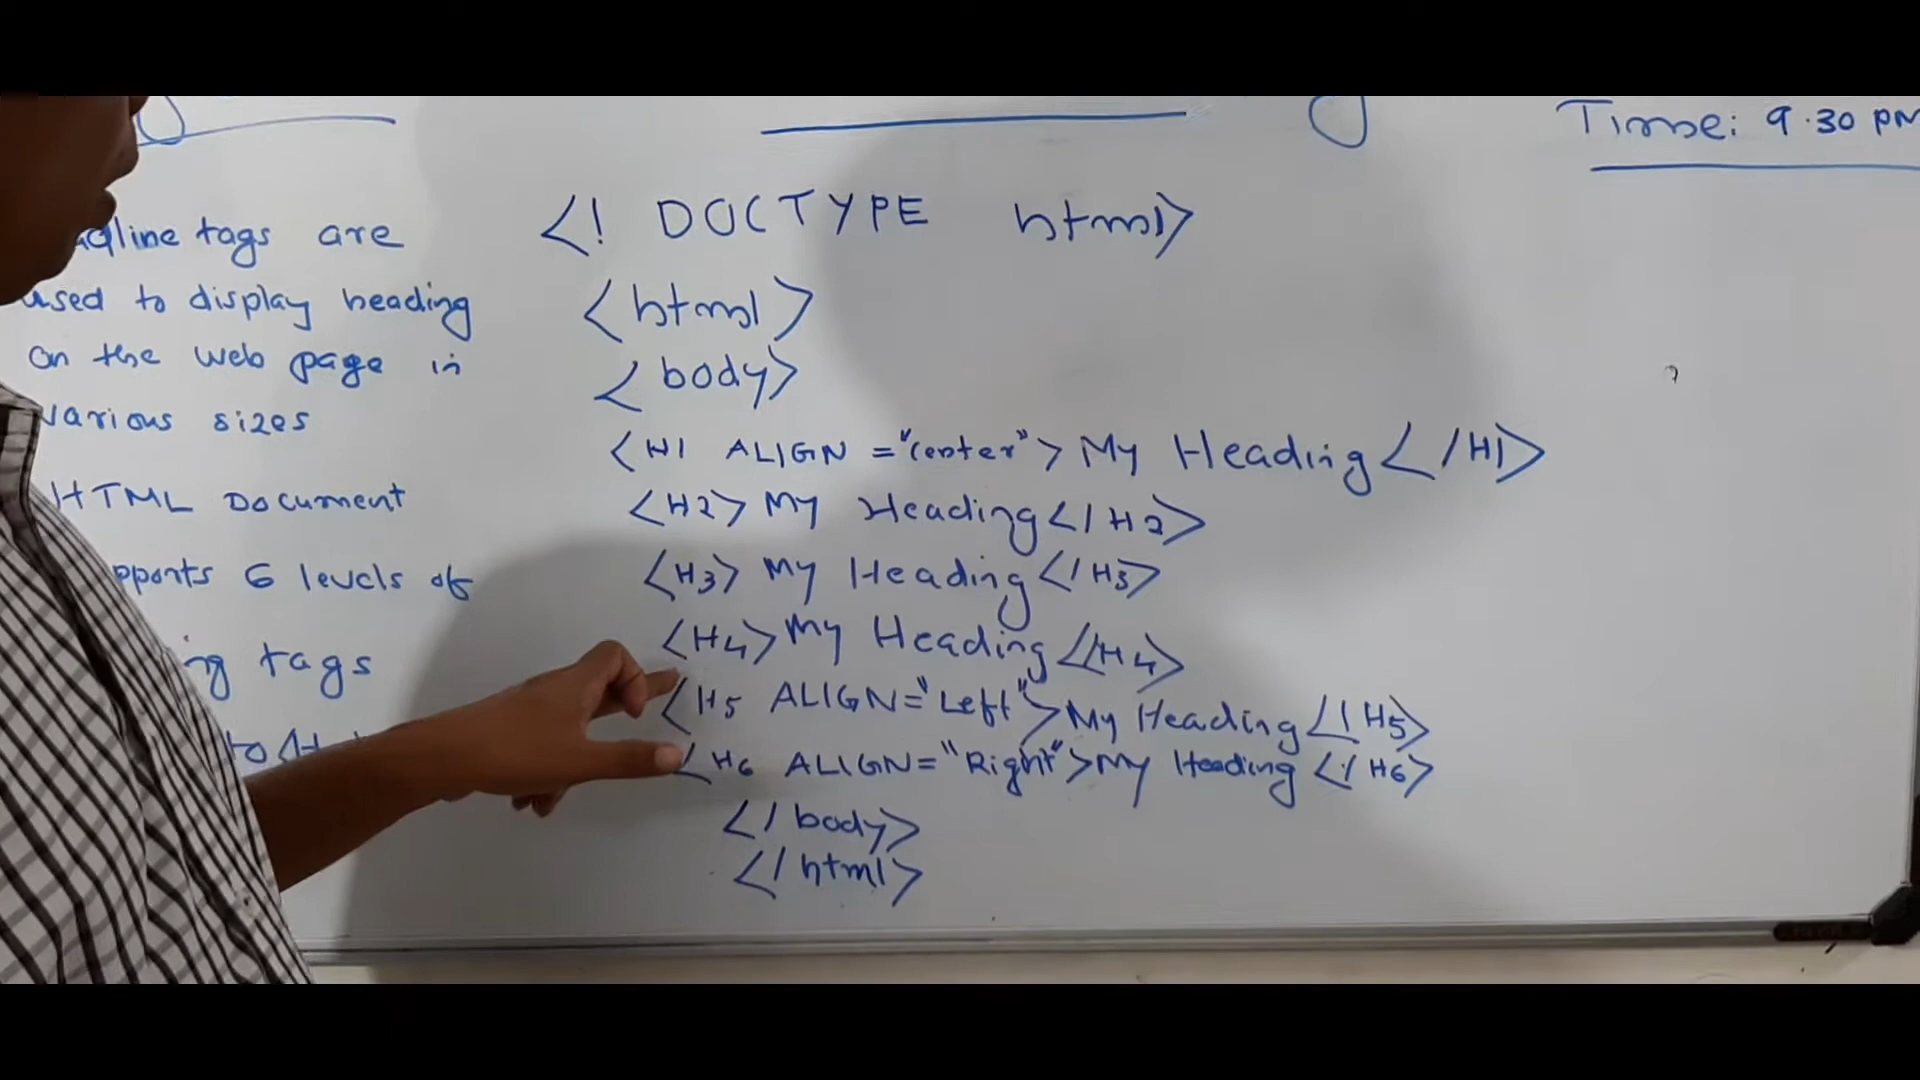 Time: 9.30 PM
tags are
used to display heading
on the web page in
various sizes
HTML Document
6 levels of
tags
to
<! DOCTYPE html>
<html>
<body>
<H1 ALIGN ="Center"> My Heading</H1>
<H2> My Heading</H2>
<H3> My Heading</H3>
<H4> My Heading</H4>
<H5 ALIGN="Left">My Heading</H5>
<H6 ALIGN="Right">My Heading</H6>
</body>
</html>